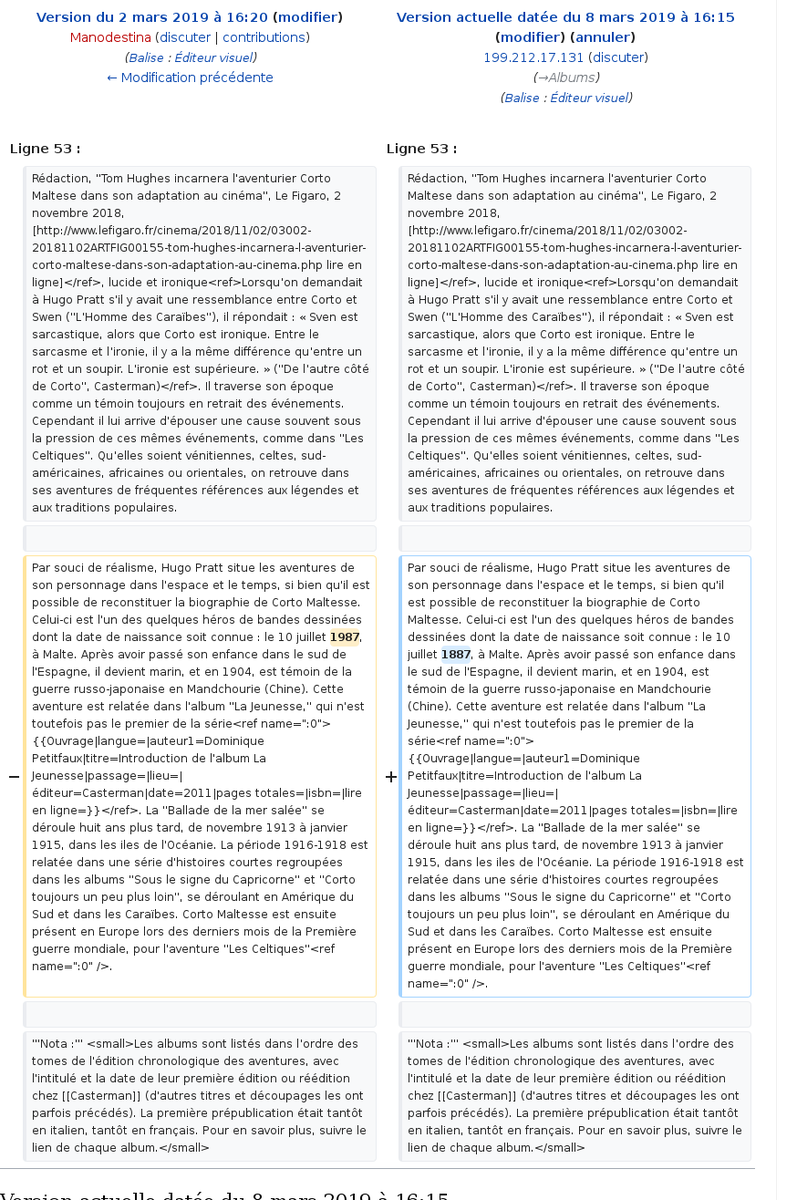 Version du 2 mars 2019 à 16:20 (modifier)
Manodestina (discuter | contributions)
(Balise : Éditeur visuel)
← Modification précédente
Version actuelle datée du 8 mars 2019 à 16:15
(modifier) (annuler)
199.212.17.131 (discuter)
(→Albums)
(Balise : Éditeur visuel)
Ligne 53 :
Rédaction, "Tom Hughes incarnera l'aventurier Corto
Maltese dans son adaptation au cinéma", Le Figaro, 2
novembre 2018,
[http://www.lefigaro.fr/cinema/2018/11/02/03002-
20181102ARTFIG00155-tom-hughes-incarnera-l-aventurier-
corto-maltese-dans-son-adaptation-au-cinema.php lire en
ligne]</ref>, lucide et ironique<ref>Lorsqu'on demandait
à Hugo Pratt s'il y avait une ressemblance entre Corto et
Swen ("L'Homme des Caraïbes"), il répondait : « Sven est
sarcastique, alors que Corto est ironique. Entre le
sarcasme et l'ironie, il y a la même différence qu'entre un
rot et un soupir. L'ironie est supérieure. » ("De l'autre côté
de Corto", Casterman)</ref>. Il traverse son époque
comme un témoin toujours en retrait des événements.
Cependant il lui arrive d'épouser une cause souvent sous
la pression de ces mêmes événements, comme dans ''Les
Celtiques''. Qu'elles soient vénitiennes, celtes, sud-
américaines, africaines ou orientales, on retrouve dans
ses aventures de fréquentes références aux légendes et
aux traditions populaires.
− Par souci de réalisme, Hugo Pratt situe les aventures de
son personnage dans l'espace et le temps, si bien qu'il est
possible de reconstituer la biographie de Corto Maltesse.
Celui-ci est l'un des quelques héros de bandes dessinées
dont la date de naissance soit connue : le 10 juillet 1987,
à Malte. Après avoir passé son enfance dans le sud de
l'Espagne, il devient marin, et en 1904, est témoin de la
guerre russo-japonaise en Mandchourie (Chine). Cette
aventure est relatée dans l'album ''La Jeunesse,'' qui n'est
toutefois pas le premier de la série<ref name=":0">
{{Ouvrage|langue=|auteur1=Dominique
Petitfaux|titre=Introduction de l'album La
Jeunesse|passage=|lieu=|
éditeur=Casterman|date=2011|pages totales=|isbn=|lire
en ligne=}}</ref>. La ''Ballade de la mer salée'' se
déroule huit ans plus tard, de novembre 1913 à janvier
1915, dans les iles de l'Océanie. La période 1916-1918 est
relatée dans une série d'histoires courtes regroupées
dans les albums ''Sous le signe du Capricorne'' et ''Corto
toujours un peu plus loin'', se déroulant en Amérique du
Sud et dans les Caraïbes. Corto Maltesse est ensuite
présent en Europe lors des derniers mois de la Première
guerre mondiale, pour l'aventure ''Les Celtiques''<ref
name=":0" />.
'''Nota :''' <small>Les albums sont listés dans l'ordre des
tomes de l'édition chronologique des aventures, avec
l'intitulé et la date de leur première édition ou réédition
chez [[Casterman]] (d'autres titres et découpages les ont
parfois précédés). La première prépublication était tantôt
en italien, tantôt en français. Pour en savoir plus, suivre le
lien de chaque album.</small>
Ligne 53 :
Rédaction, "Tom Hughes incarnera l'aventurier Corto
Maltese dans son adaptation au cinéma", Le Figaro, 2
novembre 2018,
[http://www.lefigaro.fr/cinema/2018/11/02/03002-
20181102ARTFIG00155-tom-hughes-incarnera-l-aventurier-
corto-maltese-dans-son-adaptation-au-cinema.php lire en
ligne]</ref>, lucide et ironique<ref>Lorsqu'on demandait
à Hugo Pratt s'il y avait une ressemblance entre Corto et
Swen ("L'Homme des Caraïbes"), il répondait : « Sven est
sarcastique, alors que Corto est ironique. Entre le
sarcasme et l'ironie, il y a la même différence qu'entre un
rot et un soupir. L'ironie est supérieure. » ("De l'autre côté
de Corto", Casterman)</ref>. Il traverse son époque
comme un témoin toujours en retrait des événements.
Cependant il lui arrive d'épouser une cause souvent sous
la pression de ces mêmes événements, comme dans ''Les
Celtiques''. Qu'elles soient vénitiennes, celtes, sud-
américaines, africaines ou orientales, on retrouve dans
ses aventures de fréquentes références aux légendes et
aux traditions populaires.
+ Par souci de réalisme, Hugo Pratt situe les aventures de
son personnage dans l'espace et le temps, si bien qu'il est
possible de reconstituer la biographie de Corto
Maltesse. Celui-ci est l'un des quelques héros de bandes
dessinées dont la date de naissance soit connue : le 10
juillet 1887, à Malte. Après avoir passé son enfance dans
le sud de l'Espagne, il devient marin, et en 1904, est
témoin de la guerre russo-japonaise en Mandchourie
(Chine). Cette aventure est relatée dans l'album ''La
Jeunesse,'' qui n'est toutefois pas le premier de la
série<ref name=":0">
{{Ouvrage|langue=|auteur1=Dominique
Petitfaux|titre=Introduction de l'album La
Jeunesse|passage=|lieu=|
éditeur=Casterman|date=2011|pages totales=|isbn=|lire
en ligne=}}</ref>. La ''Ballade de la mer salée'' se
déroule huit ans plus tard, de novembre 1913 à janvier
1915, dans les iles de l'Océanie. La période 1916-1918 est
relatée dans une série d'histoires courtes regroupées
dans les albums ''Sous le signe du Capricorne'' et ''Corto
toujours un peu plus loin'', se déroulant en Amérique du
Sud et dans les Caraïbes. Corto Maltesse est ensuite
présent en Europe lors des derniers mois de la Première
guerre mondiale, pour l'aventure ''Les Celtiques''<ref
name=":0" />.
'''Nota :''' <small>Les albums sont listés dans l'ordre des
tomes de l'édition chronologique des aventures, avec
l'intitulé et la date de leur première édition ou réédition
chez [[Casterman]] (d'autres titres et découpages les ont
parfois précédés). La première prépublication était tantôt
en italien, tantôt en français. Pour en savoir plus, suivre le
lien de chaque album.</small>
Version actuelle datée du 8 mars 2019 à 16:15